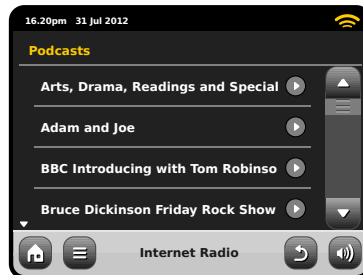 16.20pm 31 Jul 2012
Podcasts
Arts, Drama, Readings and Special
Adam and Joe
BBC Introducing with Tom Robinso
Bruce Dickinson Friday Rock Show
Internet Radio